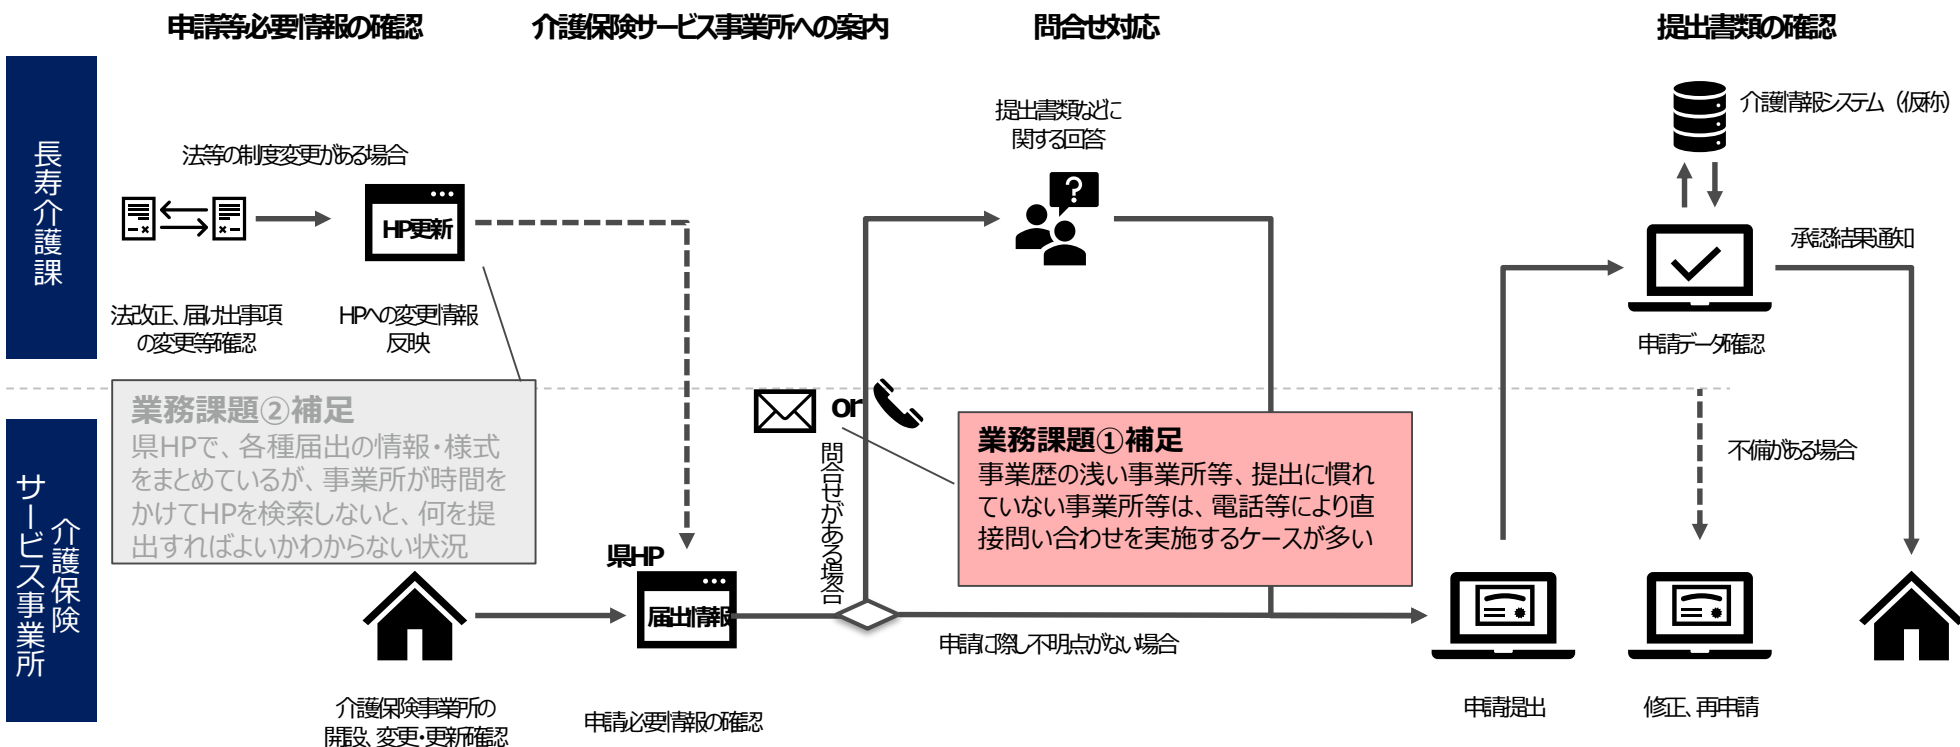 申請等必要情報の確認
介護保険サービス事業所への案内
問合せ対応
提出書類の確認
長寿介護課
法等の制度変更がある場合
HP更新
法改正、届け出事項
の変更等確認
HPへの変更情報
反映
提出書類などに
関する回答
介護情報システム（仮称）
承認結果通知
申請データ確認
業務課題②補足
県HPで、各種届出の情報・様式
をまとめているが、事業所が時間を
かけてHPを検索しないと、何を提
出すればよいかわからない状況
or
問合せがある場合
業務課題①補足
事業歴の浅い事業所等、提出に慣れ
ていない事業所等は、電話等により直
接問い合わせを実施するケースが多い
不備がある場合
介護保険
サービス事業所
県HP
届出情報
申請に際し不明点がない場合
介護保険事業所の
開設、変更・更新確認
申請必要情報の確認
申請提出
修正、再申請